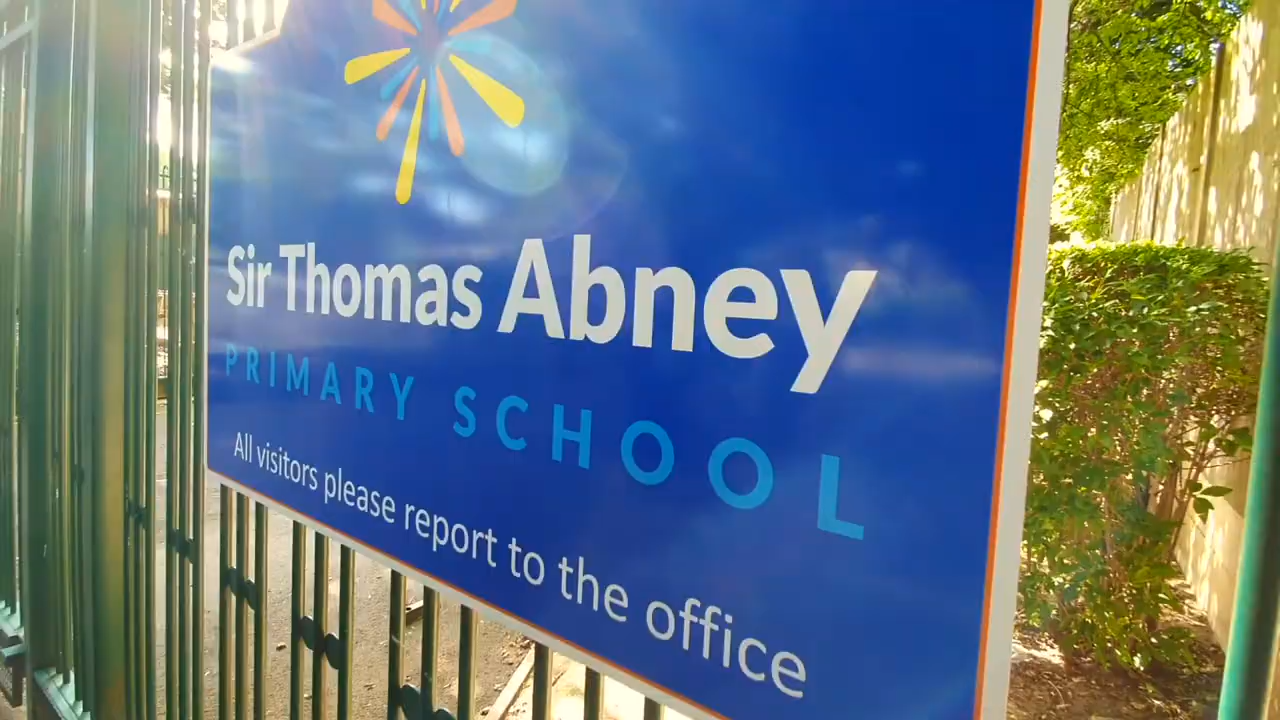 Sir Thomas Abney
PRIMARY SCHOOL
All visitors please report to the office